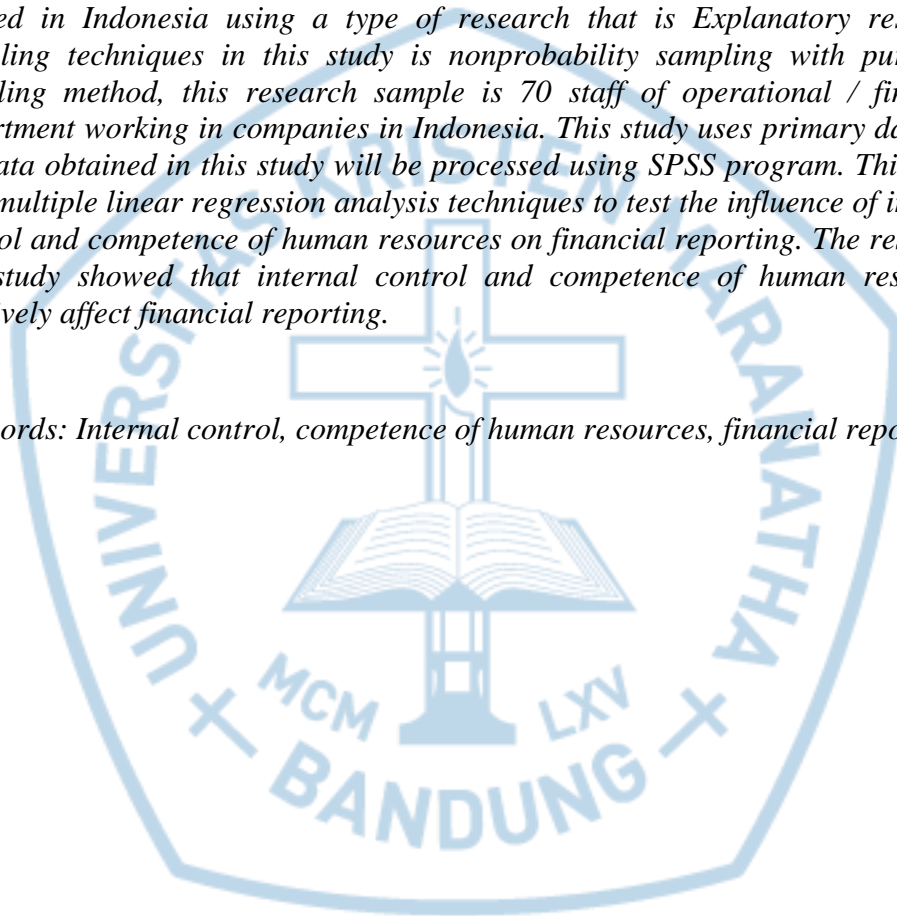 ed in Indonesia using a type of research that is Explanatory re
ling techniques in this study is nonprobability sampling with pu
ling method, this research sample is 70 staff of operational / fin
rtment working in companies in Indonesia. This study uses primary da
ata obtained in this study will be processed using SPSS program. Thi
multiple linear regression analysis techniques to test the influence of i
ol and competence of human resources on financial reporting. The re
study showed that internal control and competence of human res
ively affect financial reporting.
ords: Internal control, competence of human resources, financial repo
UNIVERSITAS KRISTEN MARANATHA
MCM LXV
BANDUNG